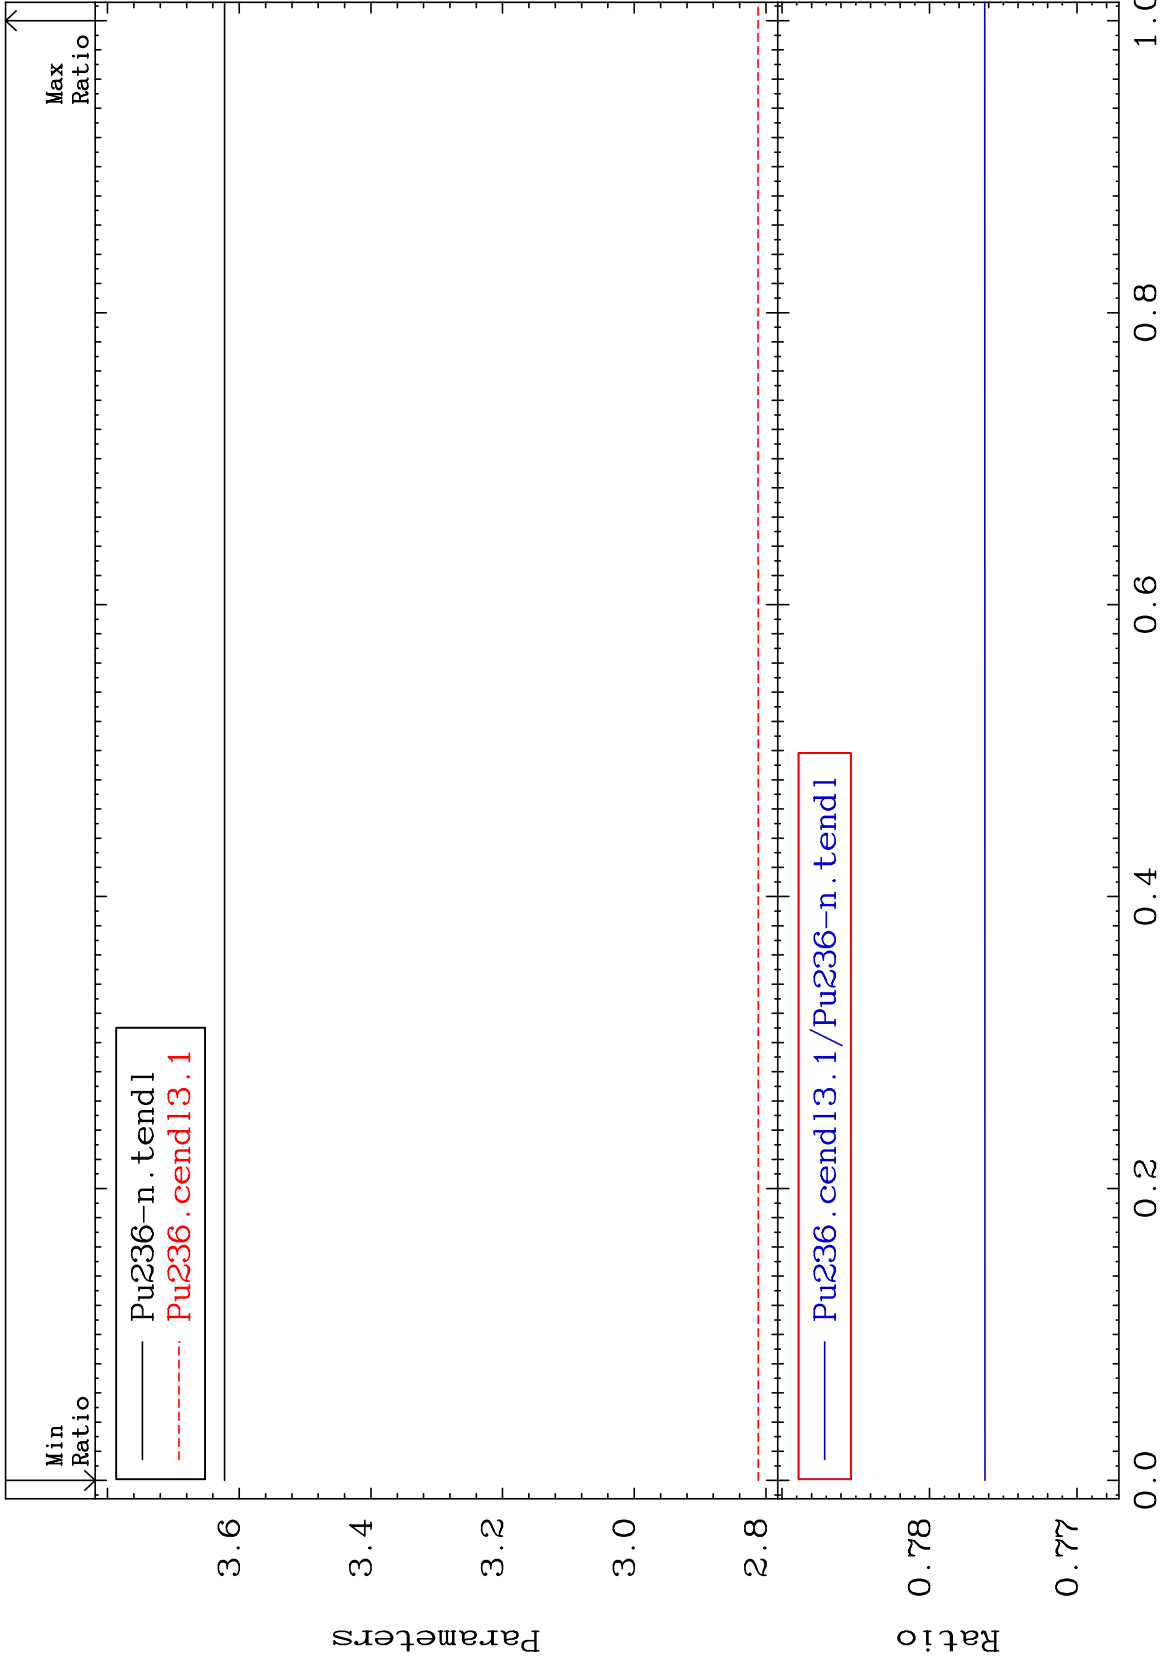 Min
Ratio
Max
Ratio
Pu236-n.tendl
Pu236.cendl3.1
3.6
3.4
3.2
3.0
2.8
Parameters
Pu236.cendl3.1/Pu236-n.tendl
0.78
0.77
Ratio
0.0
0.2
0.4
0.6
0.8
1.0